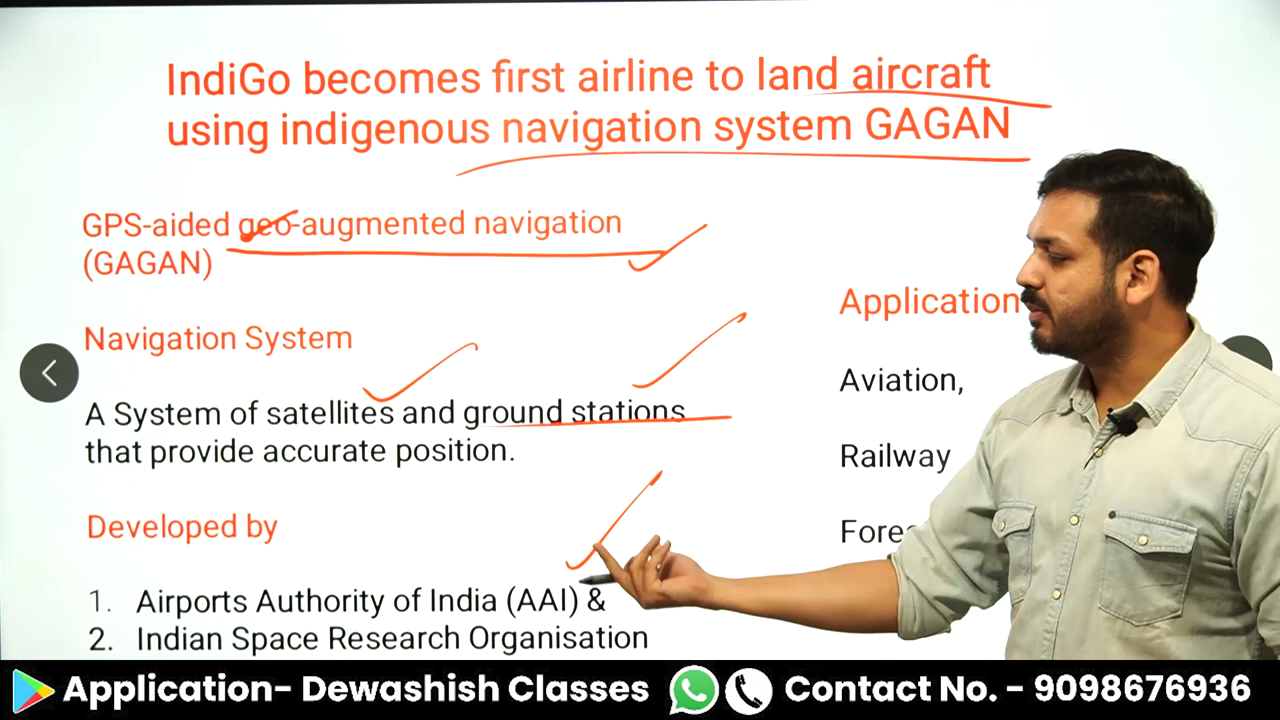 IndiGo becomes first airline to land aircraft
using indigenous navigation system GAGAN
GPS-aided geo-augmented navigation
(GAGAN)
Navigation System
A System of satellites and ground stations
that provide accurate position.
Developed by
1. Airports Authority of India (AAI) &
2. Indian Space Research Organisation
Application
Aviation,
Railway
Application- Dewashish Classes
Contact No. - 9098676936